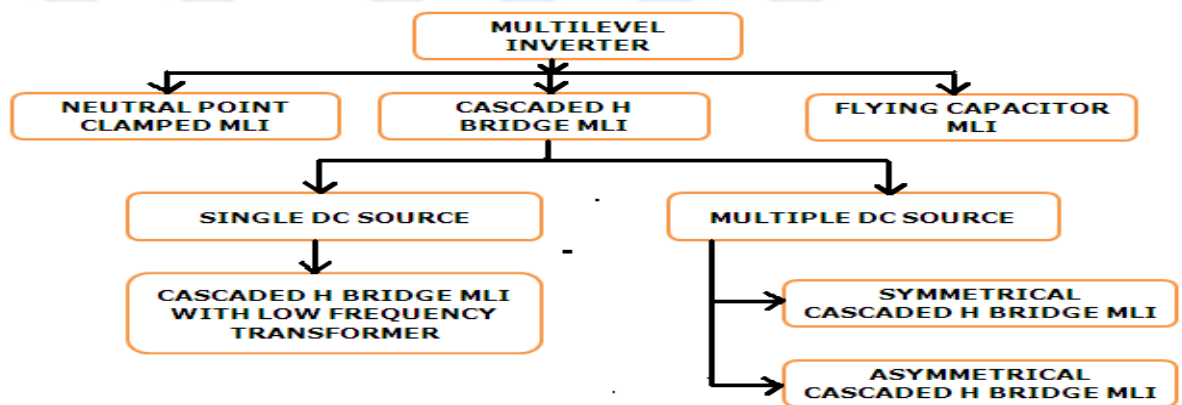 MULTILEVEL
INVERTER
NEUTRAL POINT
CLAMPED MLI
CASCADED H
BRIDGE MLI
FLYING CAPACITOR
MLI
SINGLE DC SOURCE
MULTIPLE DC SOURCE
CASCADED H BRIDGE MLI
WITH LOW FREQUENCY
TRANSFORMER
SYMMETRICAL
CASCADED H BRIDGE MLI
ASYMMETRICAL
CASCADED H BRIDGE MLI